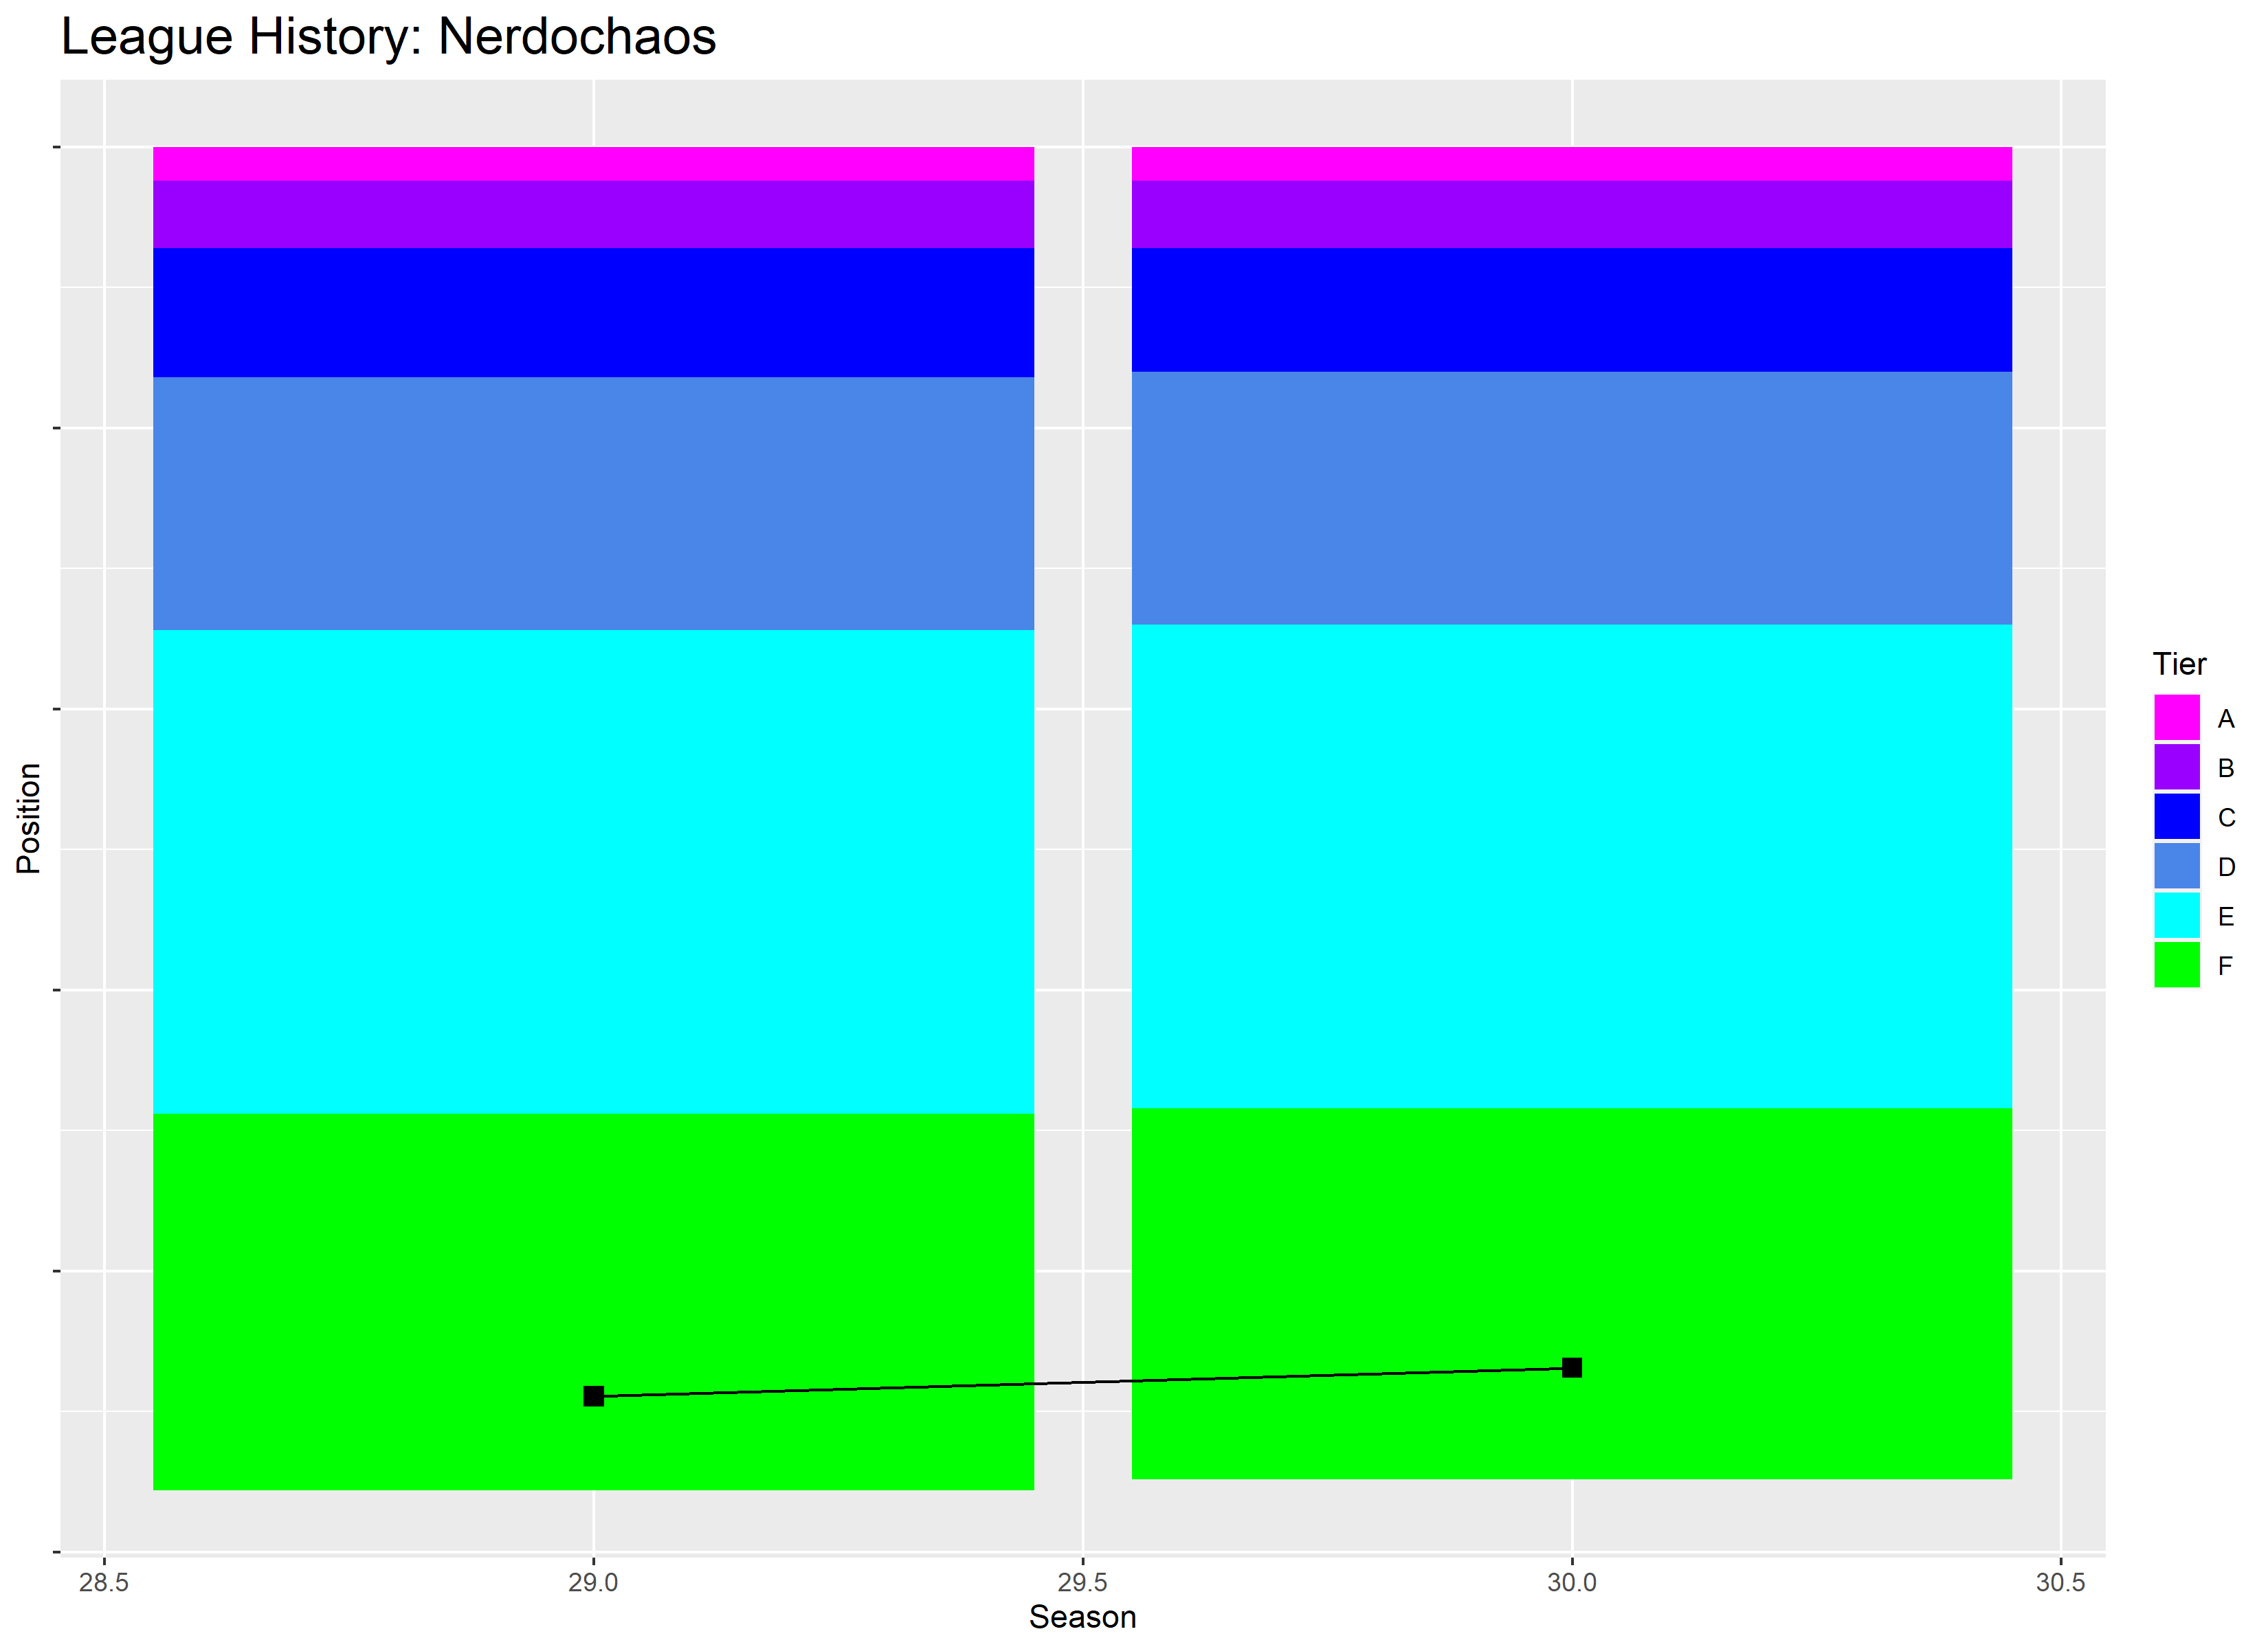 League History: Nerdochaos
Position
Tier
A
B
C
D
E
F
28.5 29.0 29.5 30.0 30.5
Season